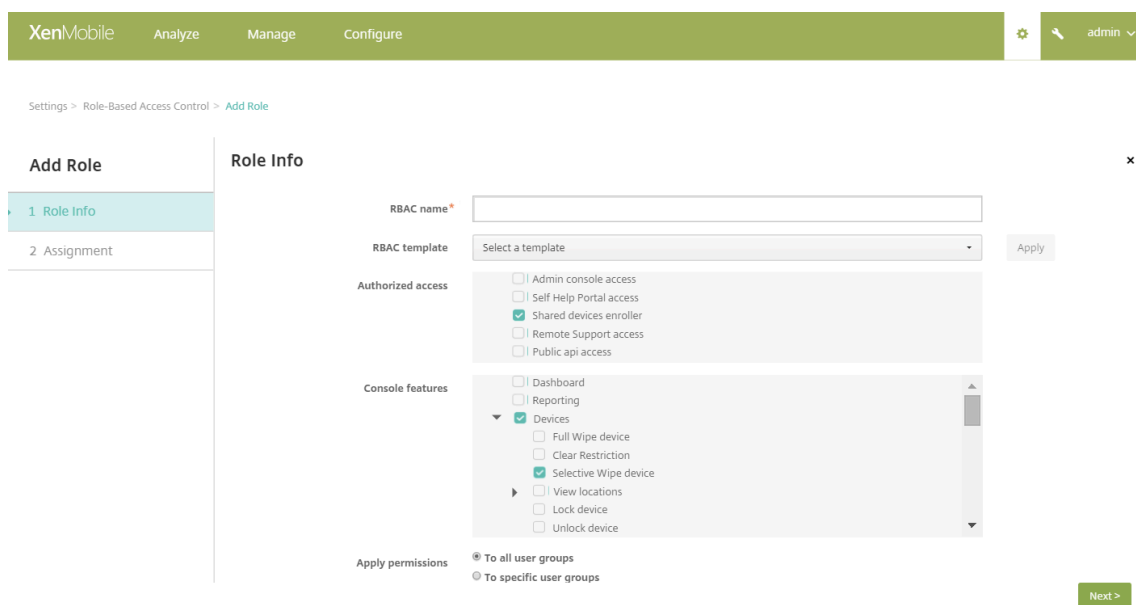 XenMobile Analyze Manage Configure admin
Settings > Role-Based Access Control > Add Role
Add Role
1 Role Info
2 Assignment
Role Info
RBAC name*
RBAC template Select a template Apply
Authorized access
Admin console access
Self Help Portal access
Shared devices enroller
Remote Support access
Public api access
Console features
Dashboard
Reporting
Devices
Full Wipe device
Clear Restriction
Selective Wipe device
View locations
Lock device
Unlock device
Apply permissions
To all user groups
To specific user groups
Next >